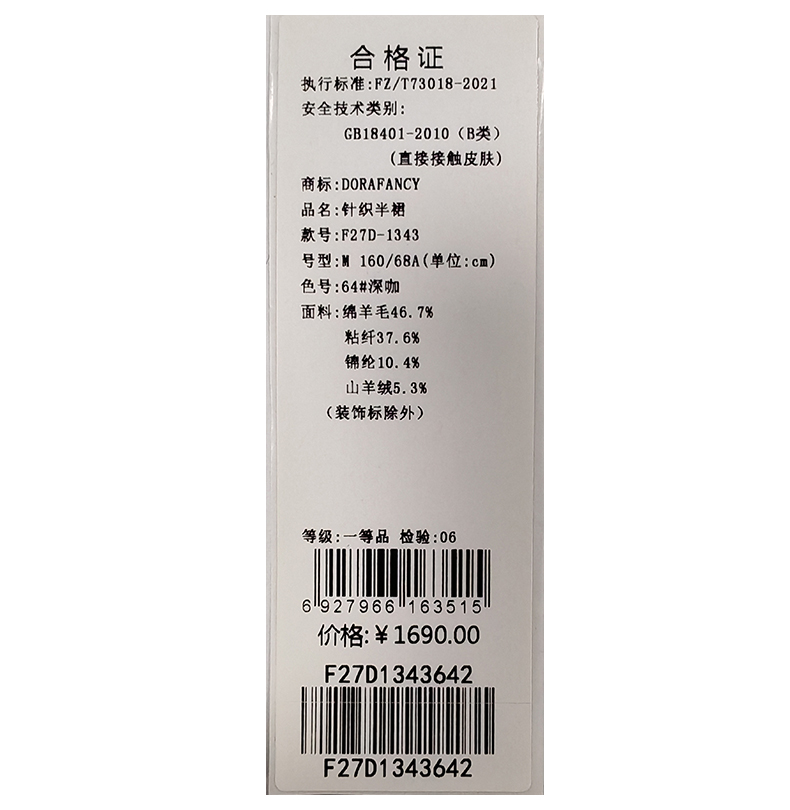 合格证
执行标准:FZ/T73018-2021
安全技术类别:
GB18401-2010（B类）
(直接接触皮肤)
商标:DORAFANCY
品名:针织半裙
款号:F27D-1343
号型:M 160/68A(单位:cm)
色号:64#深咖
面料:绵羊毛46.7%
粘纤37.6%
锦纶10.4%
山羊绒5.3%
（装饰标除外）
等级:一等品 检验:06
6 927966 163515
价格:￥1690.00
F27D1343642
F27D1343642